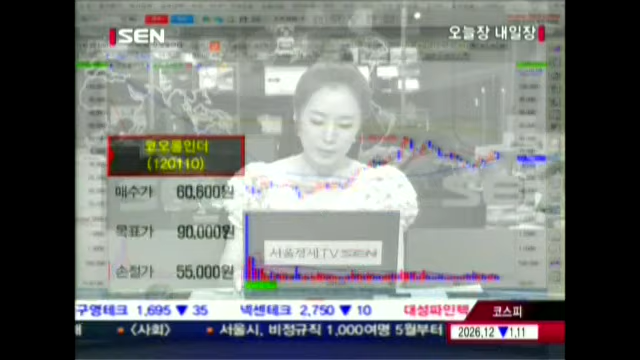 SEN
오늘장 내일장
코오롱인더
(120110)
매수가 60,600원
목표가 90,000원
손절가 55,000원
서울경제TV SEN
구영테크 1,695 ▼ 35 넥센테크 2,750 ▼ 10 대성파인텍
코스피
《사회》 • 서울시, 비정규직 1,000여명 5월부터
2026.12 ▼1.11